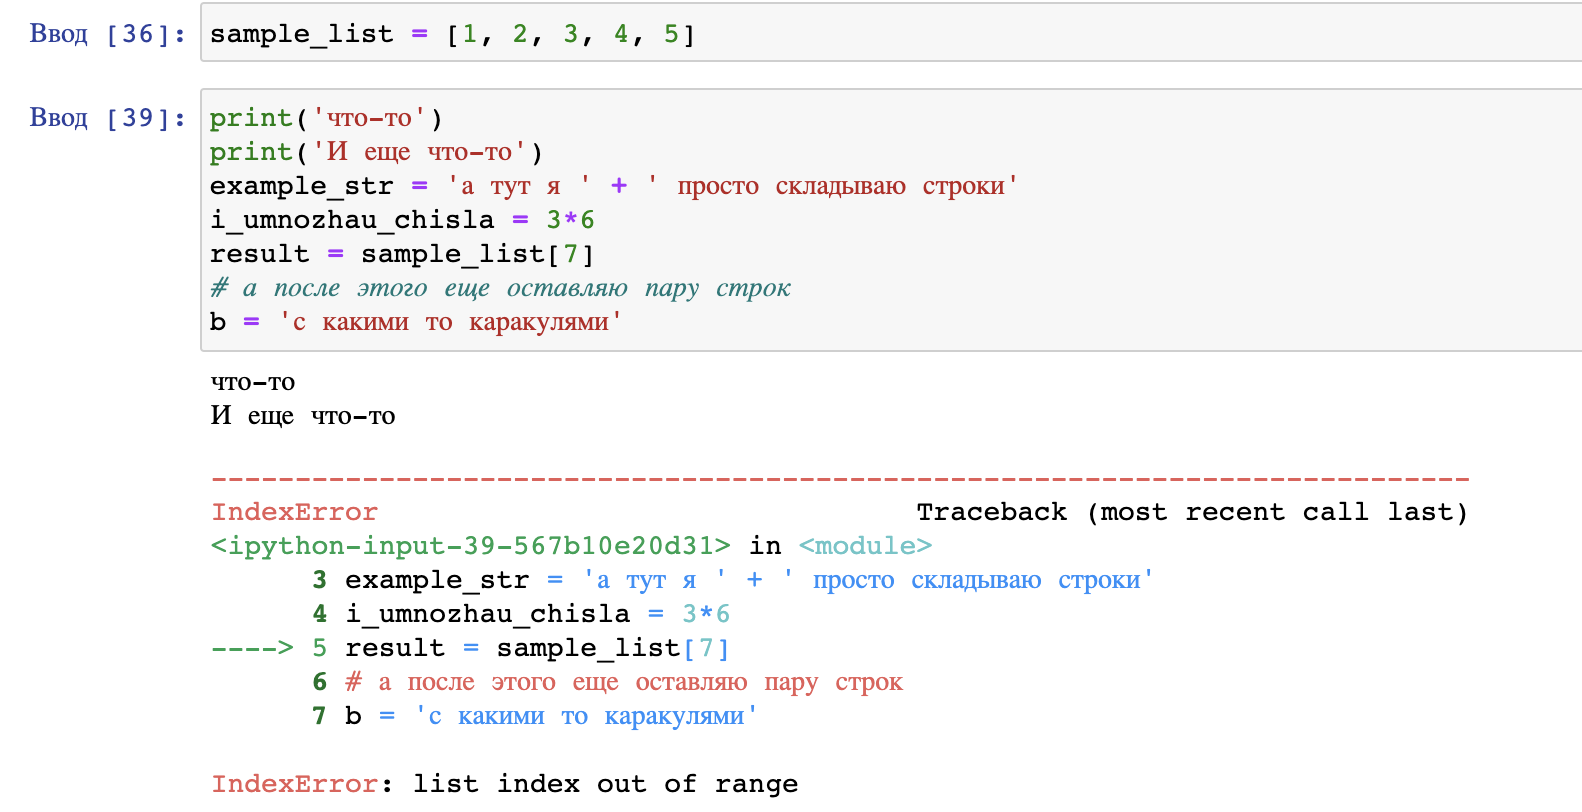 Ввод [36]: sample_list = [1, 2, 3, 4, 5]
Ввод [39]: print('что-то')
print('И еще что-то')
example_str = 'а тут я ' + ' просто складываю строки'
i_umnozhau_chisla = 3*6
result = sample_list[7]
# а после этого еще оставляю пару строк
b = 'с какими то каракулями'
что-то
И еще что-то
---------------------------------------------------------------------------
IndexError Traceback (most recent call last)
<ipython-input-39-567b10e20d31> in <module>
3 example_str = 'а тут я ' + ' просто складываю строки'
4 i_umnozhau_chisla = 3*6
----> 5 result = sample_list[7]
6 # а после этого еще оставляю пару строк
7 b = 'с какими то каракулями'
IndexError: list index out of range